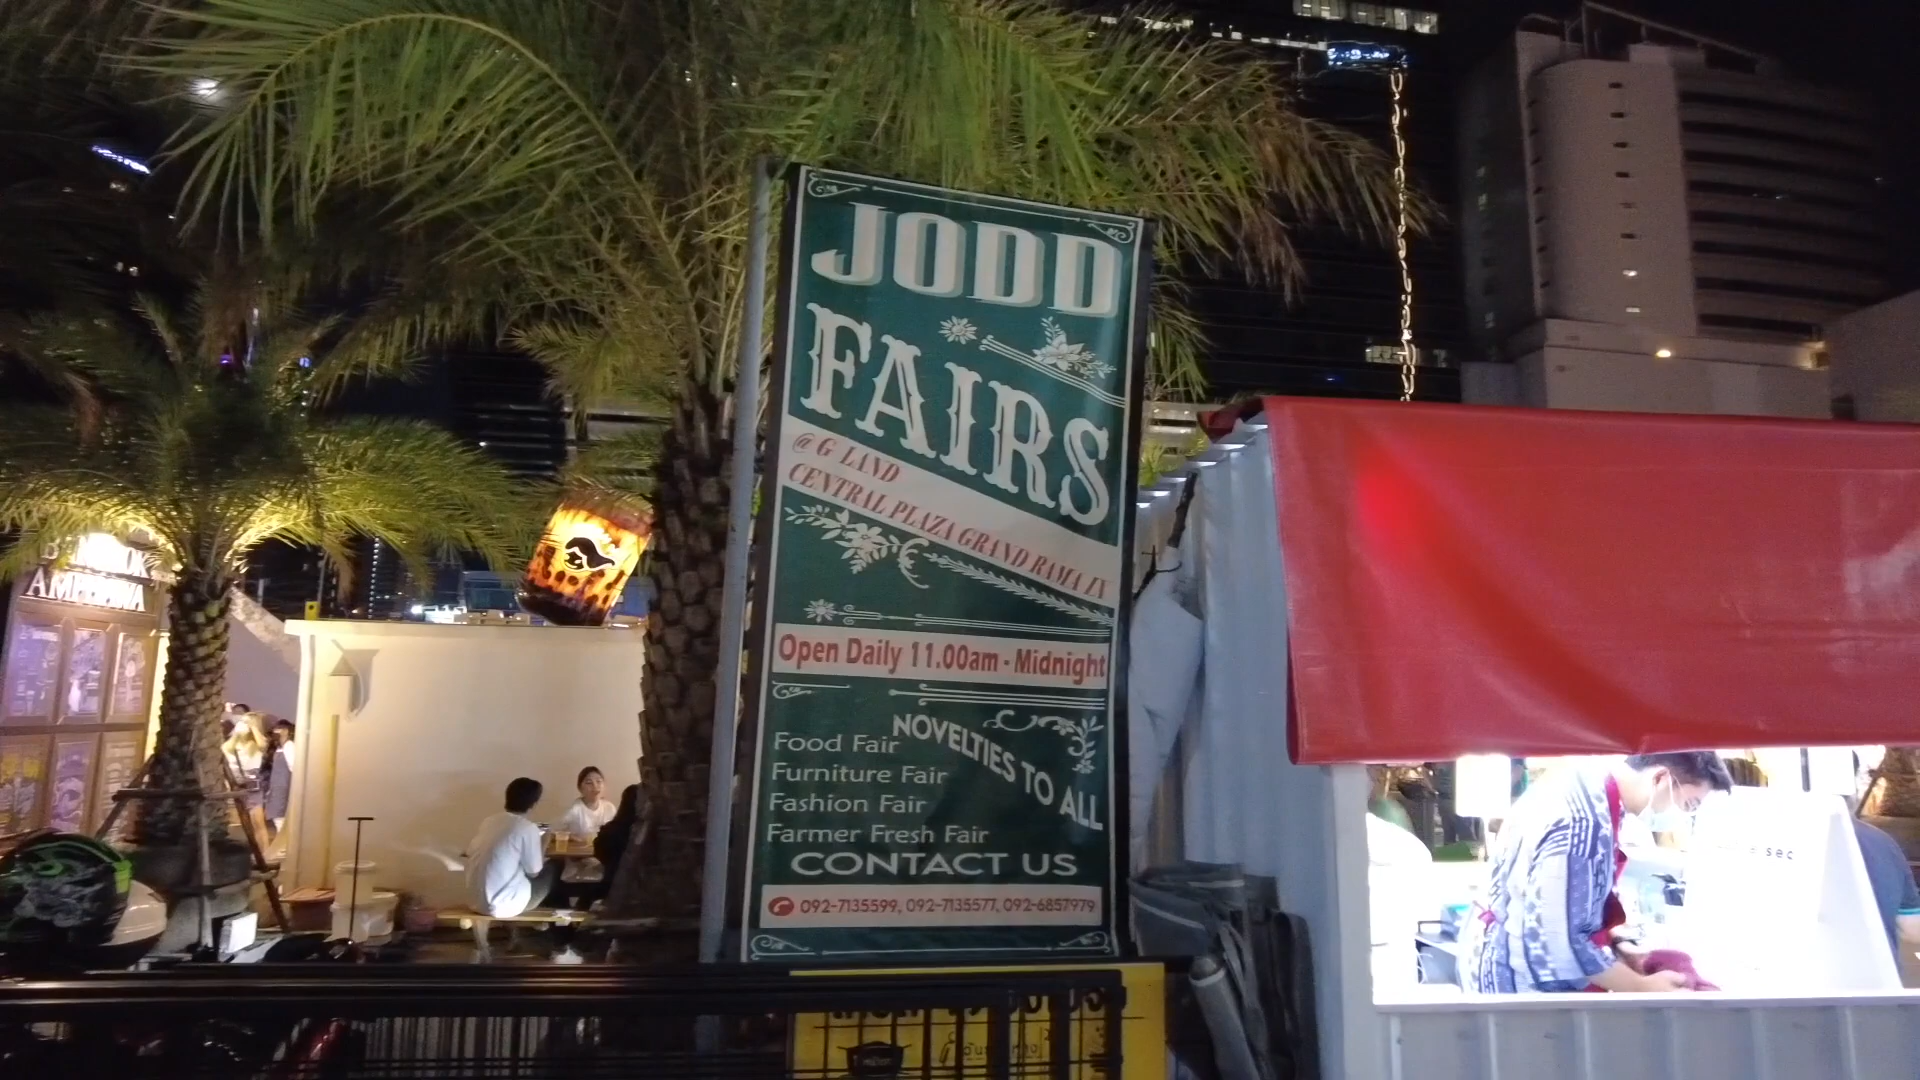 JODD
FAIRS
@ G LAND
CENTRAL PLAZA GRAND RAMA IX
Open Daily 11.00am - Midnight
NOVELTIES TO ALL
Food Fair
Furniture Fair
Fashion Fair
Farmer Fresh Fair
CONTACT US
092-7135599, 092-7135577, 092-6857979